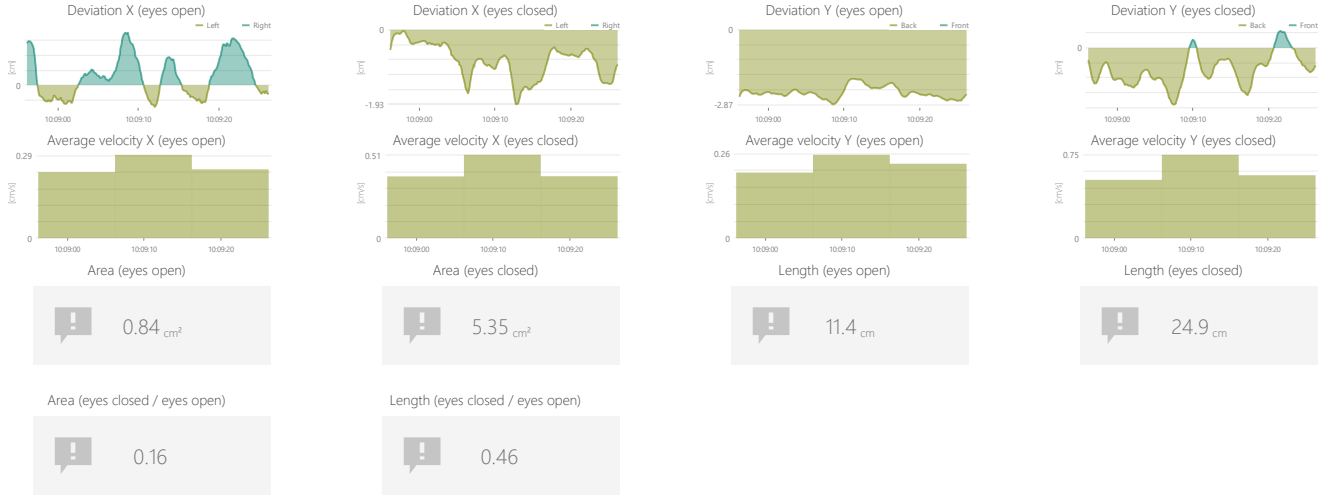 Deviation X (eyes open)
Left Right
[cm]
0
10:09:00 10:09:10 10:09:20
Deviation X (eyes closed)
Left Right
0
[cm]
-1.93
10:09:00 10:09:10 10:09:20
Deviation Y (eyes open)
Back Front
0
[cm]
-2.87
10:09:00 10:09:10 10:09:20
Deviation Y (eyes closed)
Back Front
0
[cm]
10:09:00 10:09:10 10:09:20
Average velocity X (eyes open)
0.29
[cm/s]
0
10:09:00 10:09:10 10:09:20
Average velocity X (eyes closed)
0.51
[cm/s]
0
10:09:00 10:09:10 10:09:20
Average velocity Y (eyes open)
0.26
[cm/s]
0
10:09:00 10:09:10 10:09:20
Average velocity Y (eyes closed)
0.75
[cm/s]
0
10:09:00 10:09:10 10:09:20
Area (eyes open)
0.84 cm²
Area (eyes closed)
5.35 cm²
Length (eyes open)
11.4 cm
Length (eyes closed)
24.9 cm
Area (eyes closed / eyes open)
0.16
Length (eyes closed / eyes open)
0.46